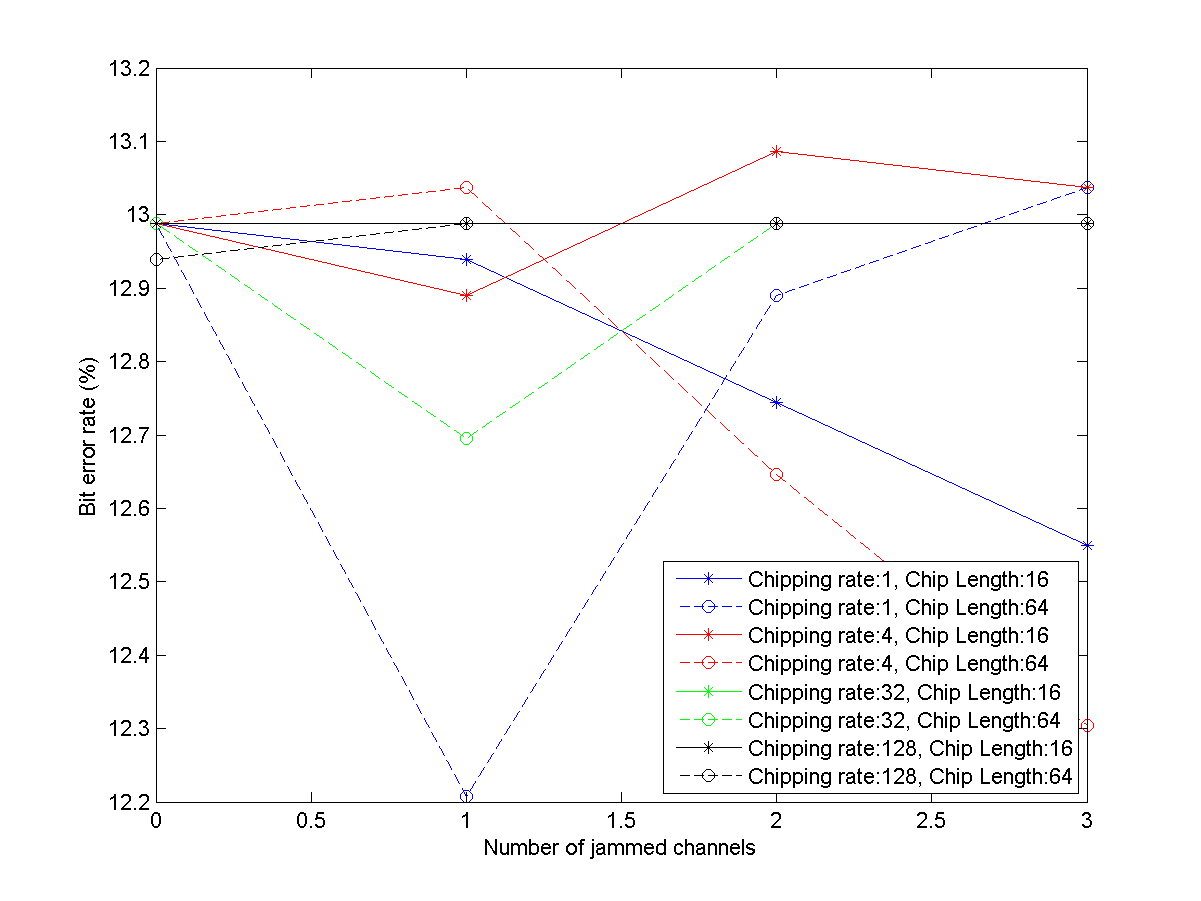 13.2
13.1
13
12.9
12.8
12.7
12.6
12.5
12.4
12.3
12.2
Bit error rate (%)
Chipping rate:1, Chip Length:16
Chipping rate:1, Chip Length:64
Chipping rate:4, Chip Length:16
Chipping rate:4, Chip Length:64
Chipping rate:32, Chip Length:16
Chipping rate:32, Chip Length:64
Chipping rate:128, Chip Length:16
Chipping rate:128, Chip Length:64
0 0.5 1 1.5 2 2.5 3
Number of jammed channels